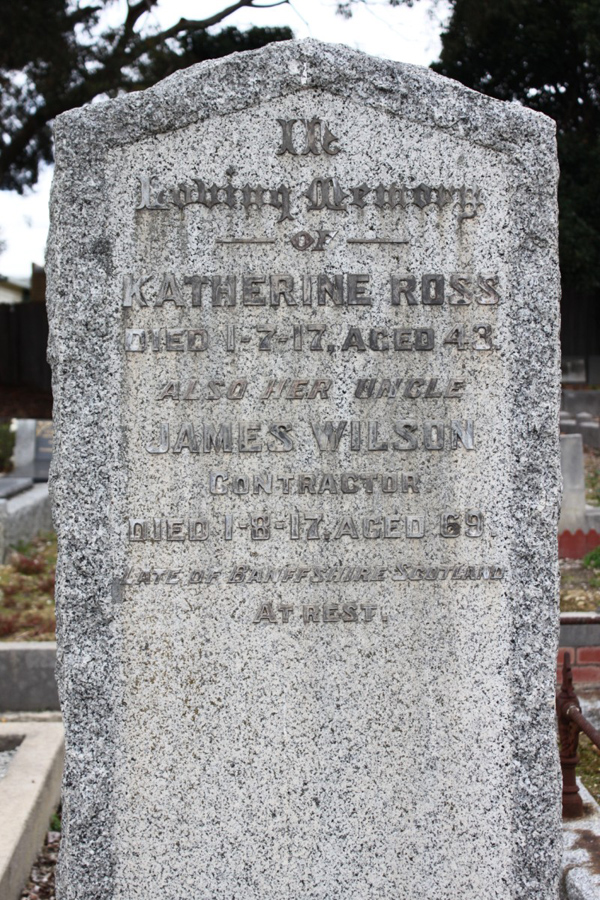 In
Loving Memory
of
KATHERINE ROSS
DIED 1-7-17, AGED 43.
ALSO HER UNCLE
JAMES WILSON
CONTRACTOR
DIED 1-8-17, AGED 69.
LATE OF BANFFSHIRE SCOTLAND
AT REST.